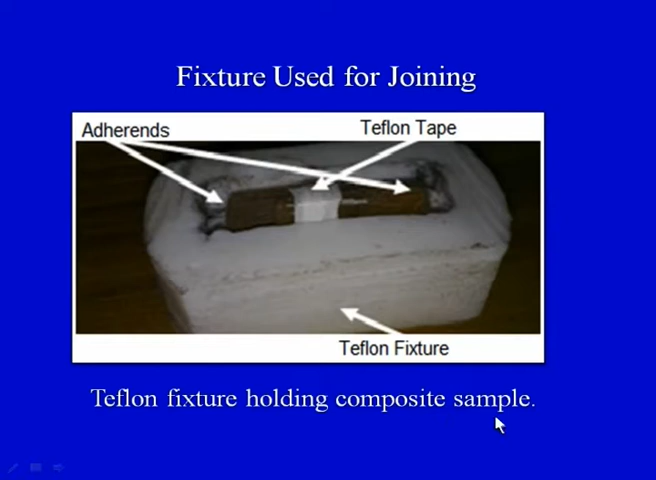 Fixture Used for Joining
Adherends
Teflon Tape
Teflon Fixture
Teflon fixture holding composite sample.